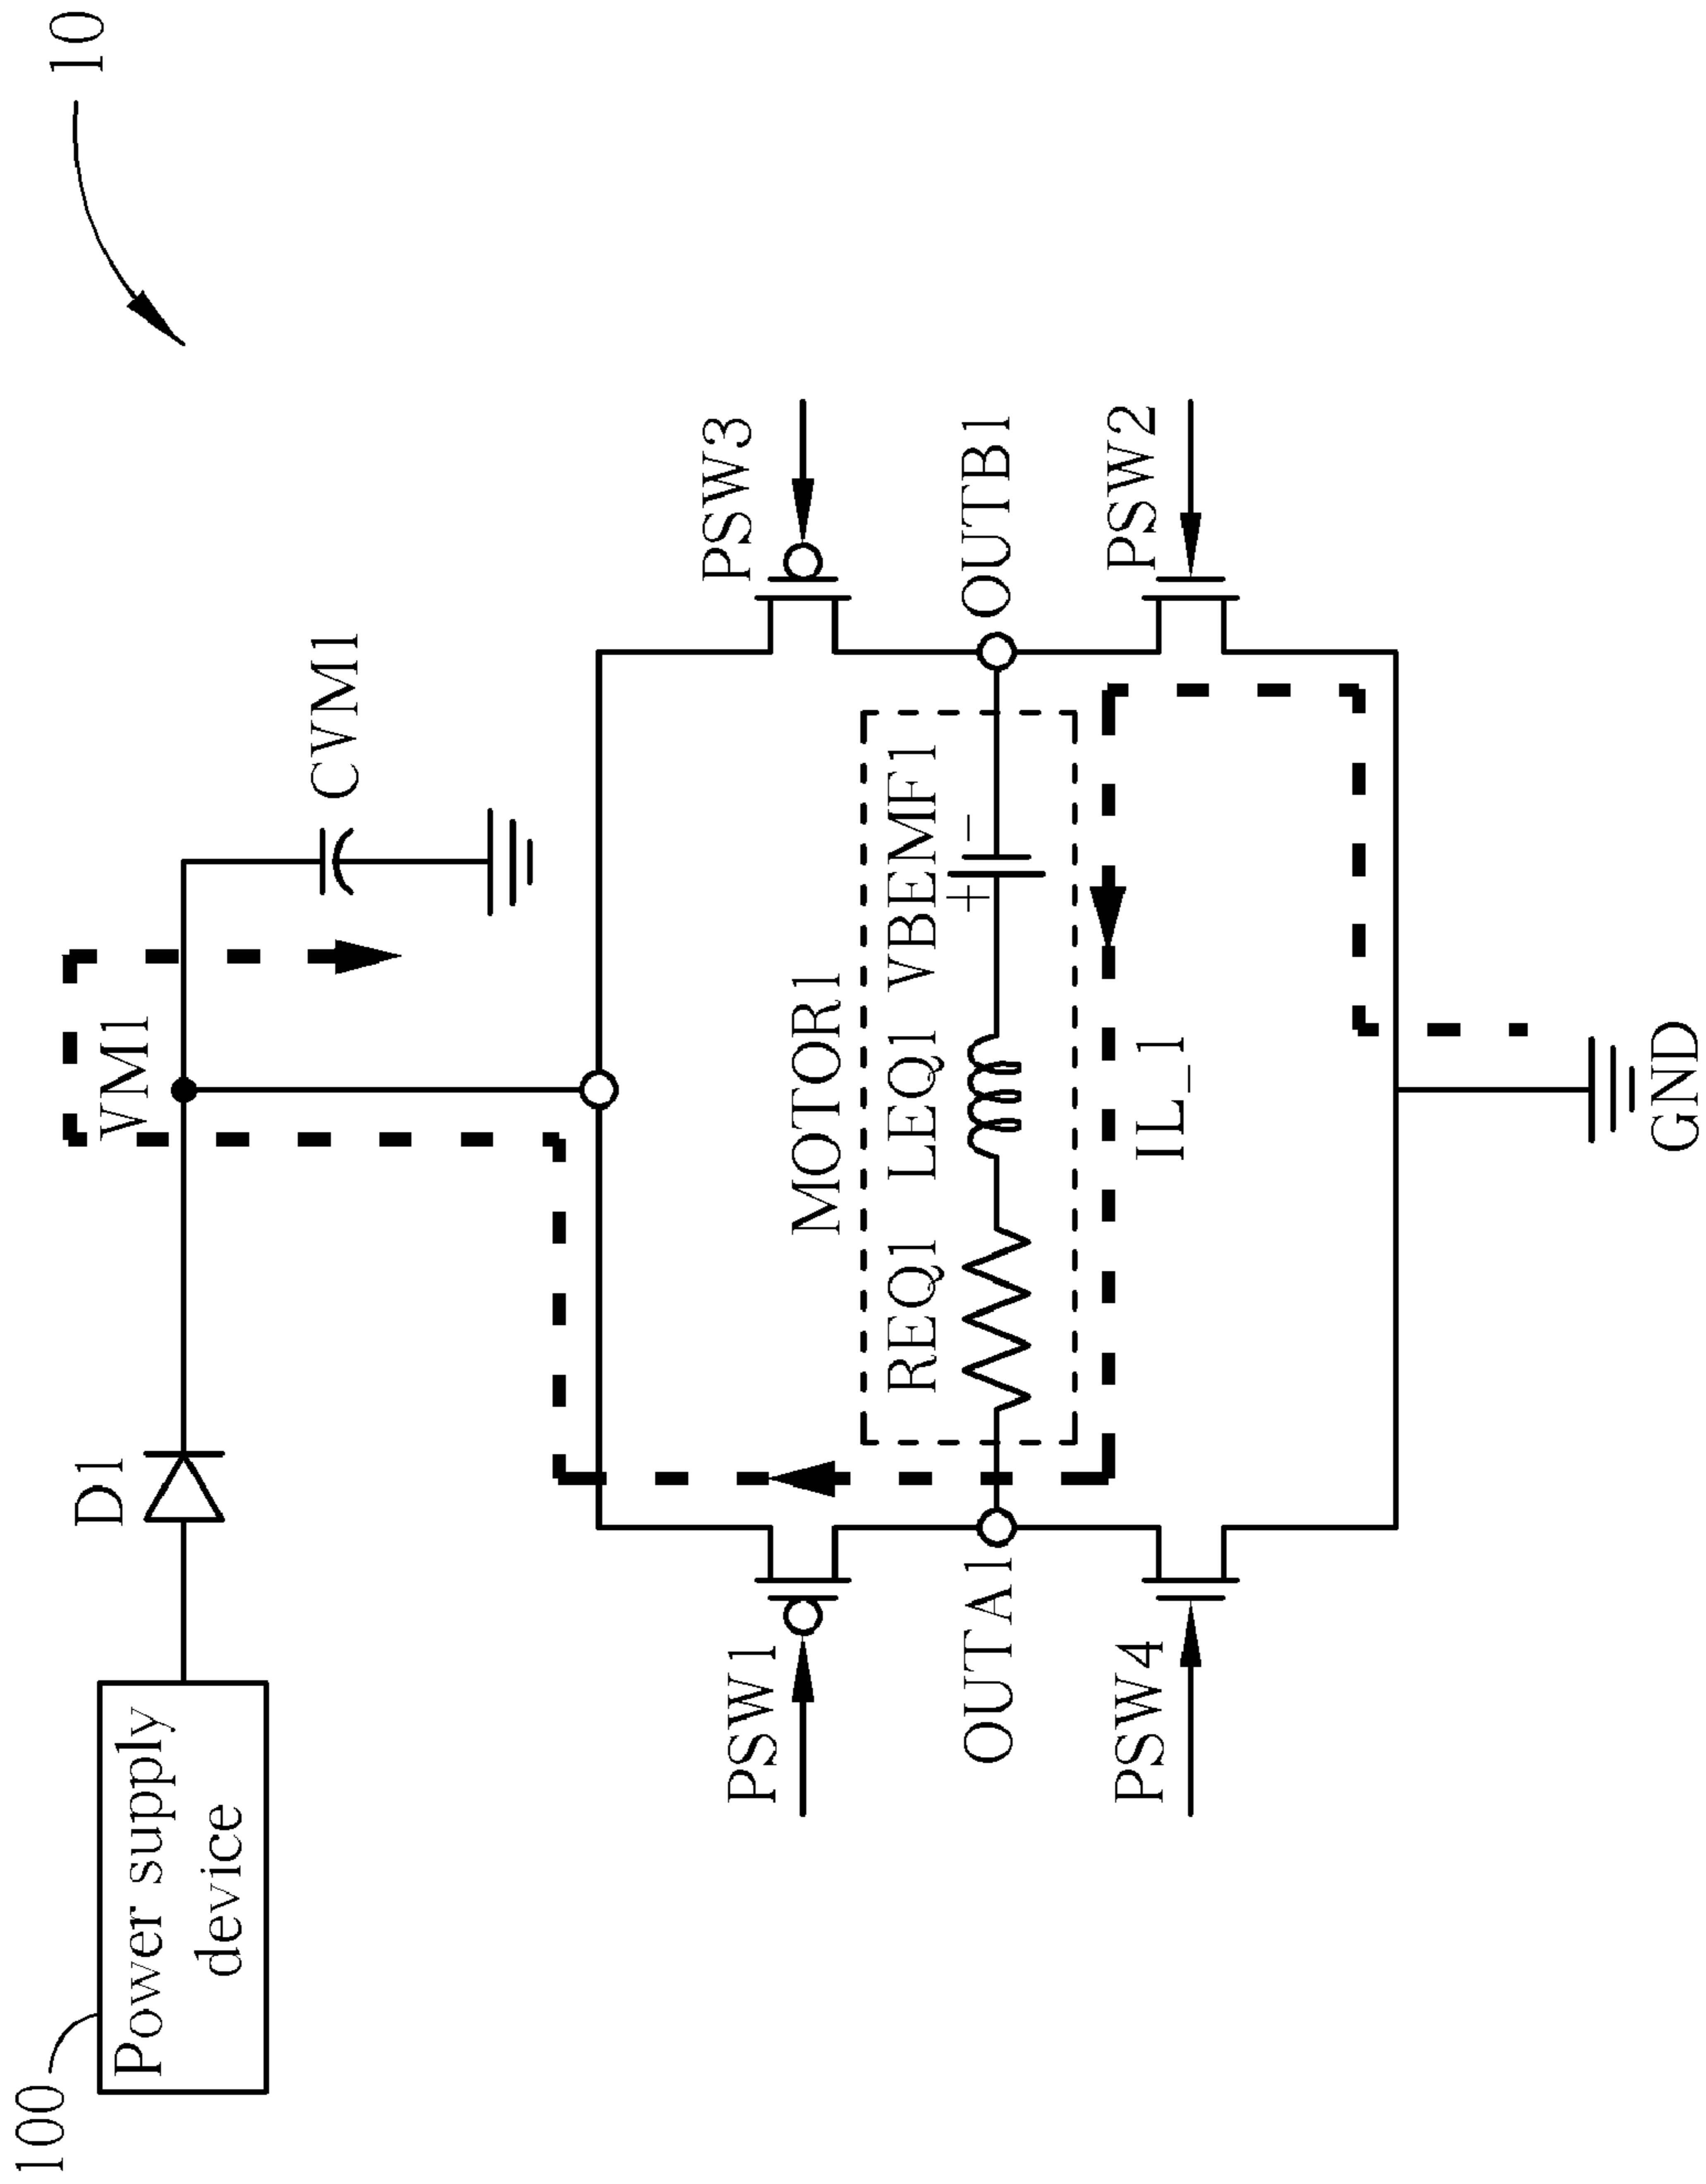 10
100
Power supply
device
D1
VM1
CVM1
PSW1
PSW3
MOTOR1
REQ1 LEQ1 VBEMF1
+ -
OUTA1
OUTB1
IL_1
PSW4
PSW2
GND